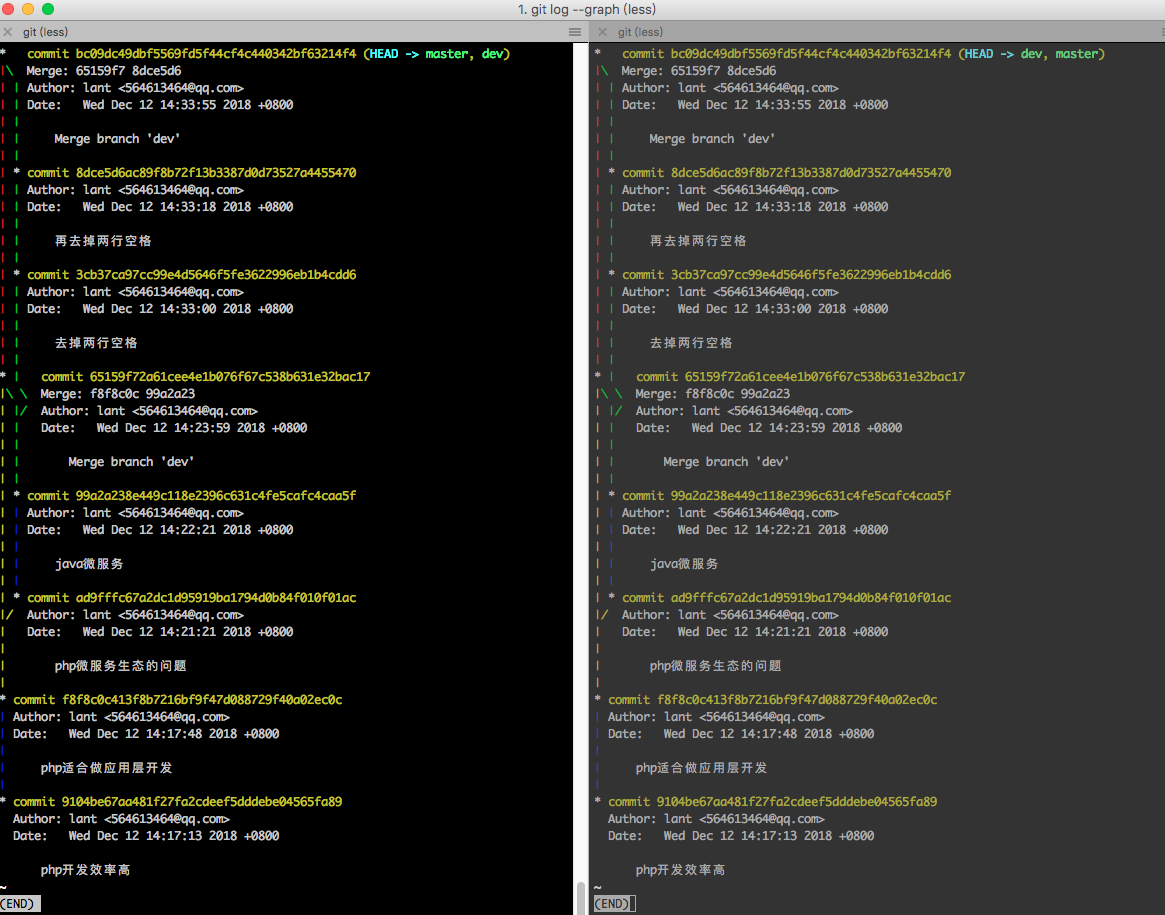 1. git log --graph (less)
git (less)
* commit bc09dc49dbf5569fd5f44cf4c440342bf63214f4 (HEAD -> master, dev)
|\ Merge: 65159f7 8dce5d6
| | Author: lant <564613464@qq.com>
| | Date: Wed Dec 12 14:33:55 2018 +0800
| |
| | Merge branch 'dev'
| |
| * commit 8dce5d6ac89f8b72f13b3387d0d73527a4455470
| | Author: lant <564613464@qq.com>
| | Date: Wed Dec 12 14:33:18 2018 +0800
| |
| | 再去掉两行空格
| |
| * commit 3cb37ca97cc99e4d5646f5fe3622996eb1b4cdd6
| | Author: lant <564613464@qq.com>
| | Date: Wed Dec 12 14:33:00 2018 +0800
| |
| | 去掉两行空格
| |
* | commit 65159f72a61cee4e1b076f67c538b631e32bac17
|\ \ Merge: f8f8c0c 99a2a23
| |/ Author: lant <564613464@qq.com>
| | Date: Wed Dec 12 14:23:59 2018 +0800
| |
| | Merge branch 'dev'
| |
| * commit 99a2a238e449c118e2396c631c4fe5cafc4caa5f
| | Author: lant <564613464@qq.com>
| | Date: Wed Dec 12 14:22:21 2018 +0800
| |
| | java微服务
| |
| * commit ad9fffc67a2dc1d95919ba1794d0b84f010f01ac
|/ Author: lant <564613464@qq.com>
| Date: Wed Dec 12 14:21:21 2018 +0800
|
| php微服务生态的问题
|
* commit f8f8c0c413f8b7216bf9f47d088729f40a02ec0c
| Author: lant <564613464@qq.com>
| Date: Wed Dec 12 14:17:48 2018 +0800
|
| php适合做应用层开发
|
* commit 9104be67aa481f27fa2cdeef5dddebe04565fa89
Author: lant <564613464@qq.com>
Date: Wed Dec 12 14:17:13 2018 +0800
php开发效率高
~
(END)
git (less)
* commit bc09dc49dbf5569fd5f44cf4c440342bf63214f4 (HEAD -> dev, master)
|\ Merge: 65159f7 8dce5d6
| | Author: lant <564613464@qq.com>
| | Date: Wed Dec 12 14:33:55 2018 +0800
| |
| | Merge branch 'dev'
| |
| * commit 8dce5d6ac89f8b72f13b3387d0d73527a4455470
| | Author: lant <564613464@qq.com>
| | Date: Wed Dec 12 14:33:18 2018 +0800
| |
| | 再去掉两行空格
| |
| * commit 3cb37ca97cc99e4d5646f5fe3622996eb1b4cdd6
| | Author: lant <564613464@qq.com>
| | Date: Wed Dec 12 14:33:00 2018 +0800
| |
| | 去掉两行空格
| |
* | commit 65159f72a61cee4e1b076f67c538b631e32bac17
|\ \ Merge: f8f8c0c 99a2a23
| |/ Author: lant <564613464@qq.com>
| | Date: Wed Dec 12 14:23:59 2018 +0800
| |
| | Merge branch 'dev'
| |
| * commit 99a2a238e449c118e2396c631c4fe5cafc4caa5f
| | Author: lant <564613464@qq.com>
| | Date: Wed Dec 12 14:22:21 2018 +0800
| |
| | java微服务
| |
| * commit ad9fffc67a2dc1d95919ba1794d0b84f010f01ac
|/ Author: lant <564613464@qq.com>
| Date: Wed Dec 12 14:21:21 2018 +0800
|
| php微服务生态的问题
|
* commit f8f8c0c413f8b7216bf9f47d088729f40a02ec0c
| Author: lant <564613464@qq.com>
| Date: Wed Dec 12 14:17:48 2018 +0800
|
| php适合做应用层开发
|
* commit 9104be67aa481f27fa2cdeef5dddebe04565fa89
Author: lant <564613464@qq.com>
Date: Wed Dec 12 14:17:13 2018 +0800
php开发效率高
~
(END)